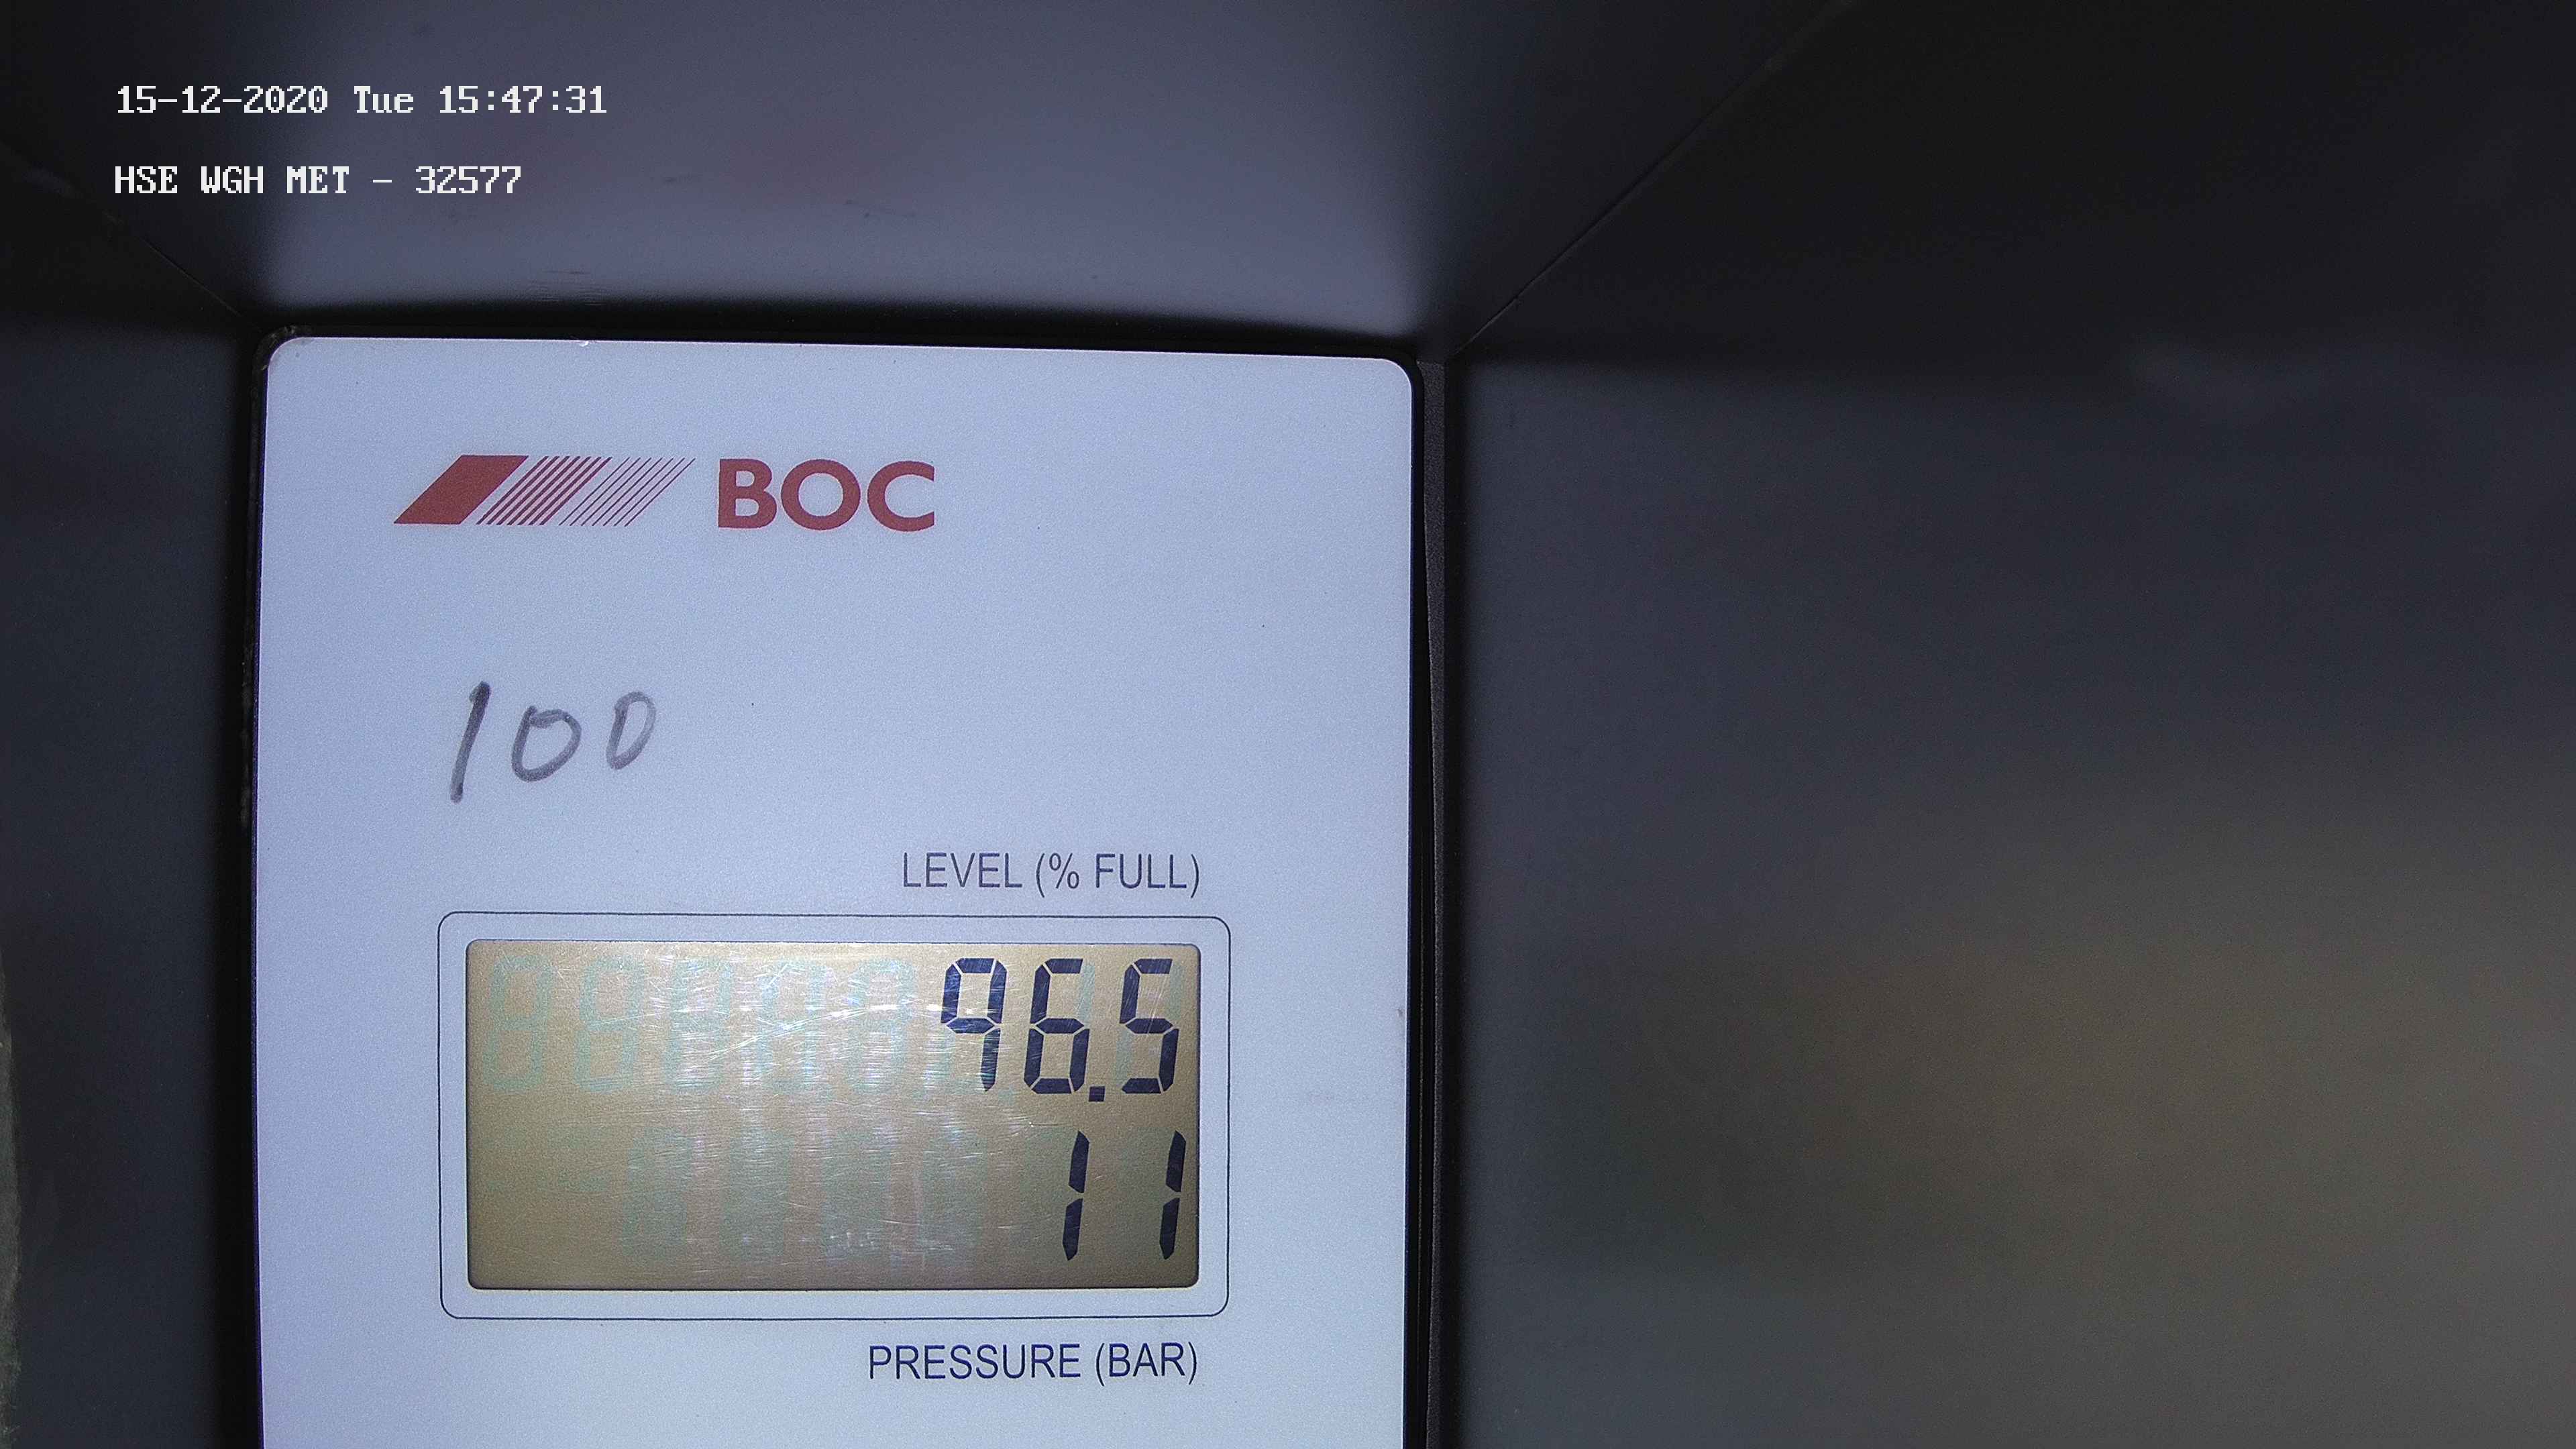 15-12-2020 Tue 15:47:31
HSE WGH MET - 32577
BOC
100
LEVEL (% FULL)
96.5
11
PRESSURE (BAR)